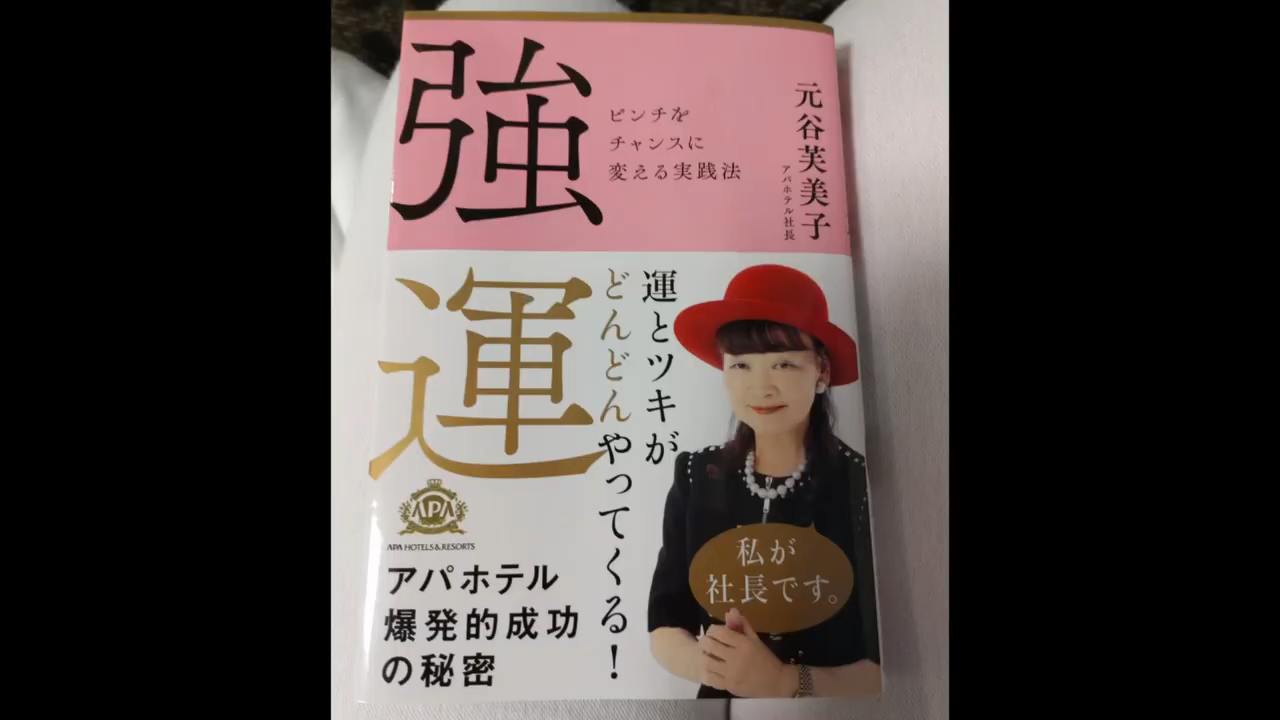 強運
ピンチを
チャンスに
変える実践法
元谷芙美子
アパホテル社長
運とツキが
どんどんやってくる!
APA
APA HOTELS & RESORTS
アパホテル
爆発的成功
の秘密
私が
社長です。